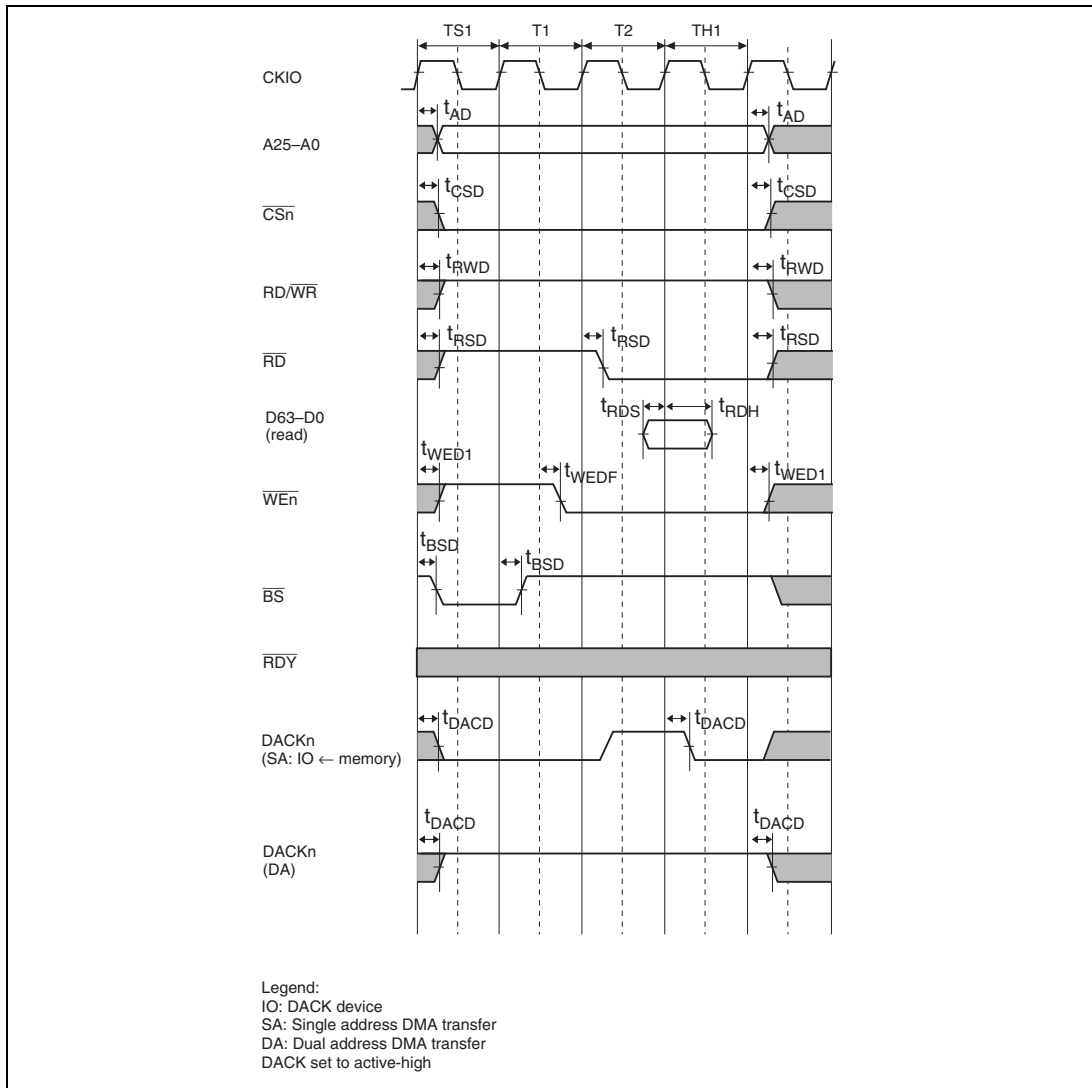 TS1 T1 T2 TH1
CKIO
tAD tAD
A25–A0
tCSD tCSD
CSn
tRWD tRWD
RD/WR
tRSD tRSD tRSD
RD
D63–D0
(read)
tRDS tRDH
tWED1 tWEDF tWED1
WEn
tBSD tBSD
BS
RDY
tDACD tDACD
DACKn
(SA: IO ← memory)
tDACD tDACD
DACKn
(DA)
Legend:
IO: DACK device
SA: Single address DMA transfer
DA: Dual address DMA transfer
DACK set to active-high